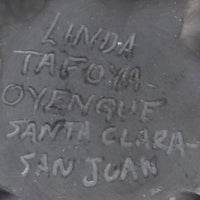 LINDA
TAFOYA-
OYENQUE
SANTA CLARA-
SAN JUAN